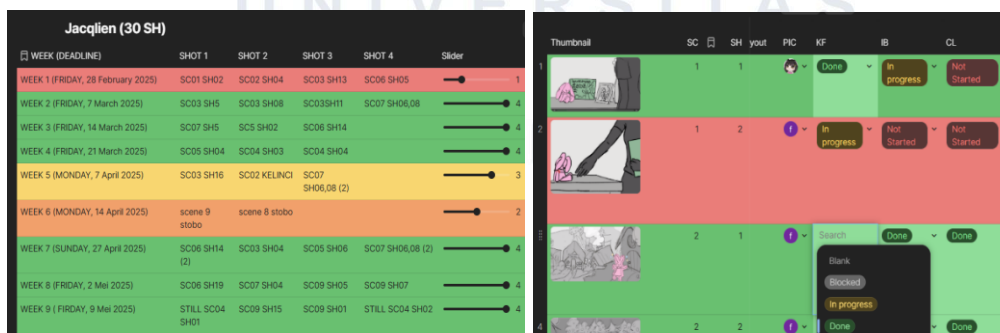 UNIVERSITAS
Jacqlien (30 SH)
WEEK (DEADLINE) SHOT 1 SHOT 2 SHOT 3 SHOT 4 Slider
WEEK 1 (FRIDAY, 28 February 2025) SC01 SH02 SC02 SH04 SC03 SH13 SC06 SH05 1
WEEK 2 (FRIDAY, 7 March 2025) SC03 SH5 SC03 SH08 SC03SH11 SC07 SH06,08 4
WEEK 3 (FRIDAY, 14 March 2025) SC07 SH5 SC5 SH02 SC06 SH14 4
WEEK 4 (FRIDAY, 21 March 2025) SC05 SH04 SC04 SH03 SC04 SH04 4
WEEK 5 (MONDAY, 7 April 2025) SC03 SH16 SC02 KELINCI SC07 3
SH06,08 (2)
WEEK 6 (MONDAY, 14 April 2025) scene 9 scene 8 stobo 2
stobo
WEEK 7 (SUNDAY, 27 April 2025) SC06 SH14 SC03 SH04 SC05 SH06 SC07 SH06,08 (2) 4
(2)
WEEK 8 (FRIDAY, 2 Mei 2025) SC06 SH19 SC07 SH04 SC09 SH05 SC09 SH07 4
WEEK 9 ( FIRDAY, 9 Mei 2025) STILL SC04 SC09 SH15 SC09 SH01 STILL SC04 SH02 4
SH01
Thumbnail SC SH yout PIC KF IB CL
1 1 1 Done In Not
progress Started
2 1 2 f In Not Not
progress Started Started
2 1 f Search Done Done
Blank
Blocked
In progress
4 2 2 f Done Done Done